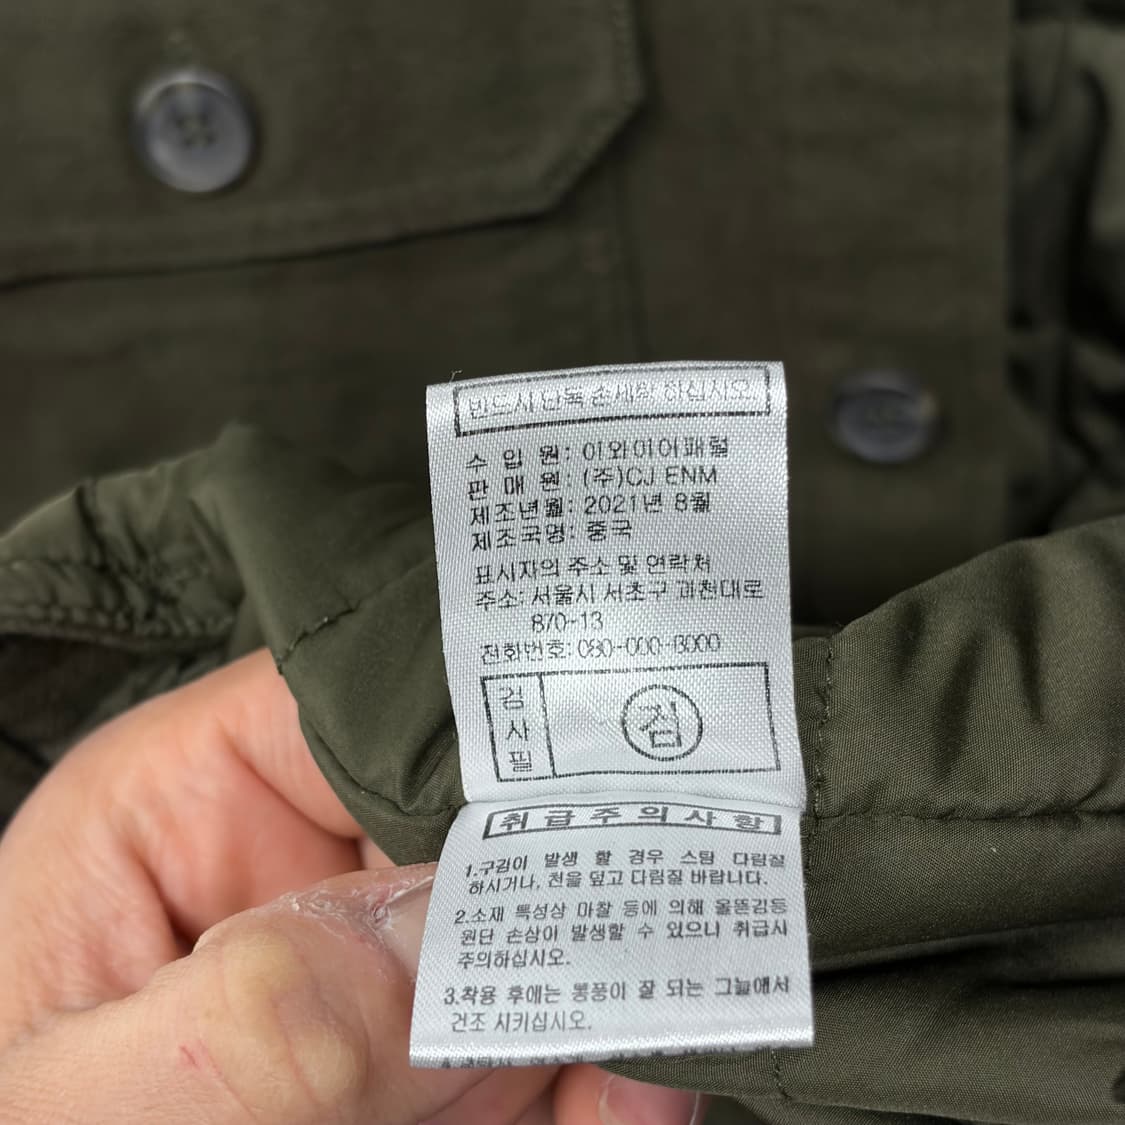 반드시 단독 손세탁 하십시오.
수 입 원: 이와이어패럴
판 매 원: (주)CJ ENM
제조년월: 2021년 8월
제조국명: 중국
표시자의 주소 및 연락처
주소: 서울시 서초구 과천대로
870-13
전화번호: 080-000-8000
검
사
필
검
취급주의사항
1.구김이 발생 할 경우 스팀 다림질
하시거나, 천을 덮고 다림질 바랍니다.
2.소재 특성상 마찰 등에 의해 올뜯김등
원단 손상이 발생할 수 있으니 취급시
주의하십시오.
3.착용 후에는 통풍이 잘 되는 그늘에서
건조 시키십시오.